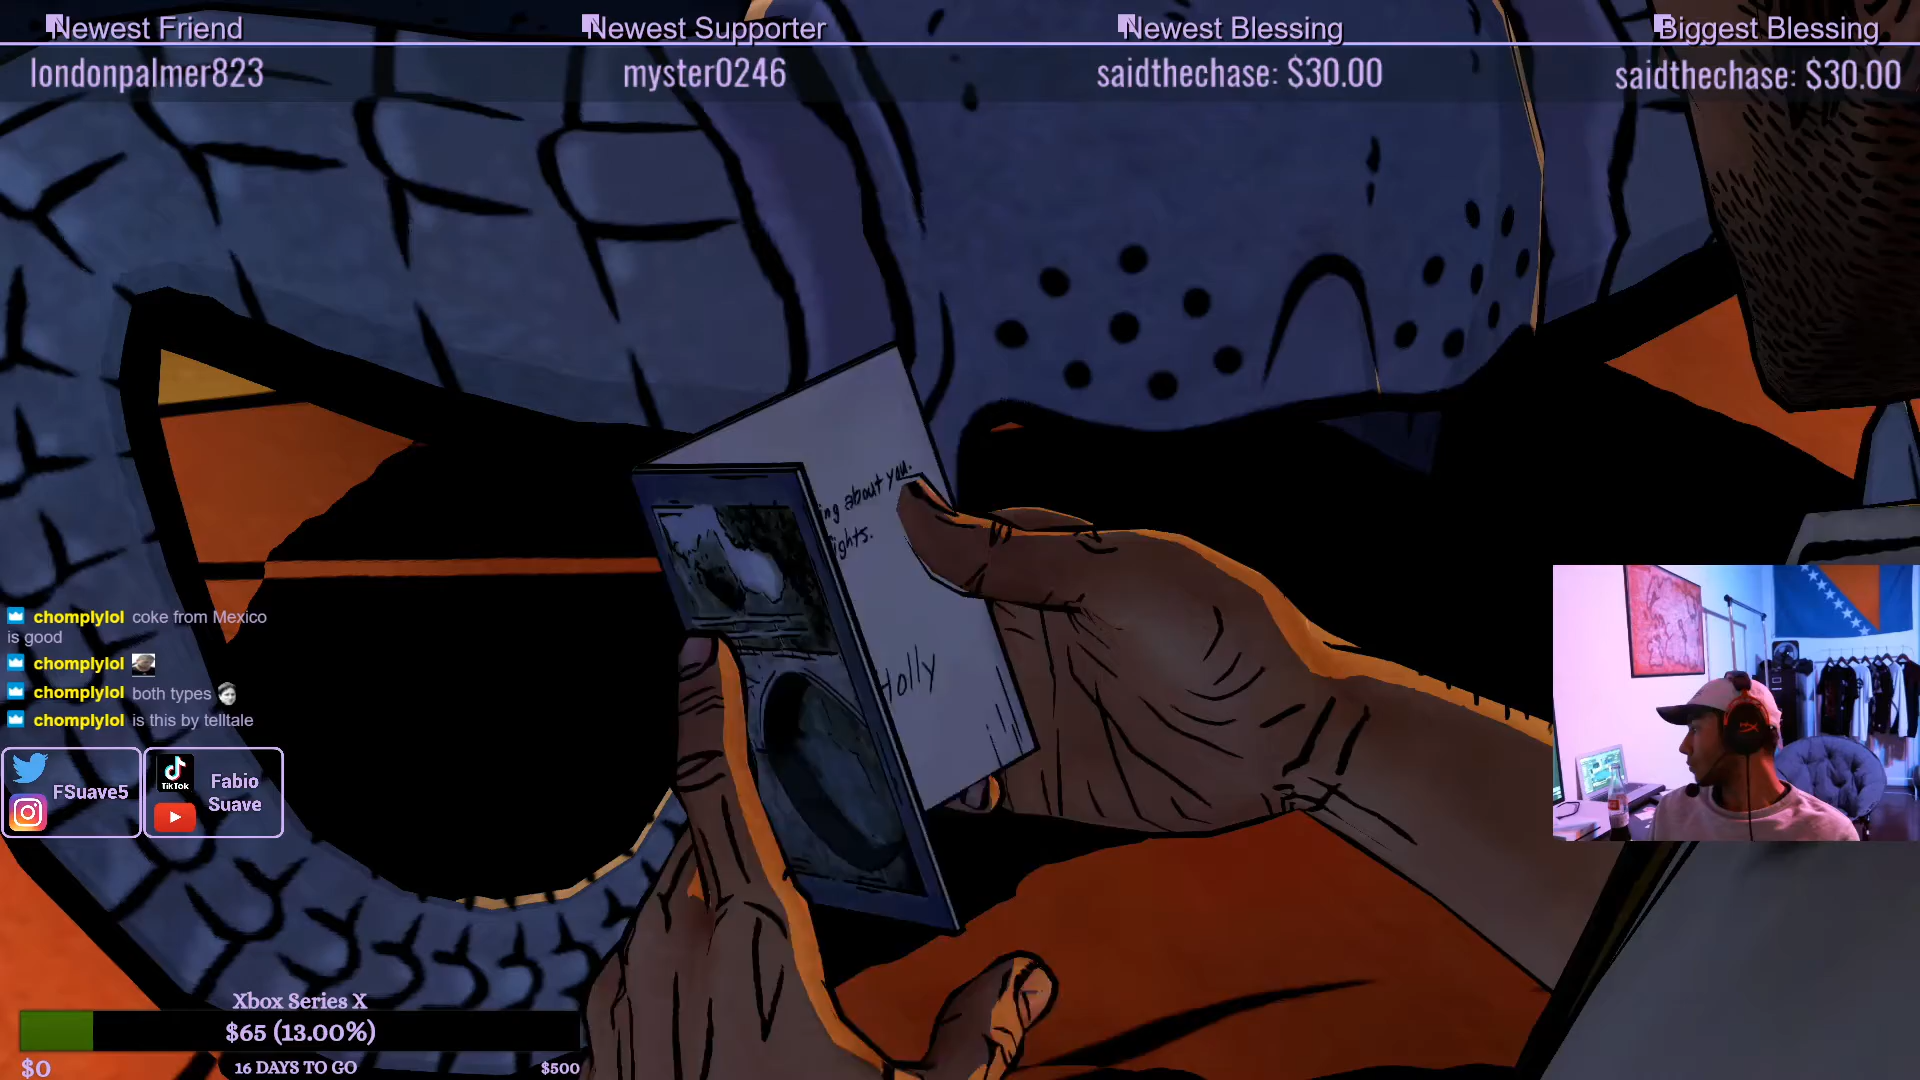 Newest Friend
londonpalmer823
Newest Supporter
myster0246
Newest Blessing
saidthechase: $30.00
Biggest Blessing
saidthechase: $30.00
ing about you.
ights.
Holly
chomplylol coke from Mexico
is good
chomplylol
chomplylol both types
chomplylol is this by telltale
FSuave5
TikTok
Fabio
Suave
Xbox Series X
$65 (13.00%)
$0
16 DAYS TO GO
$500